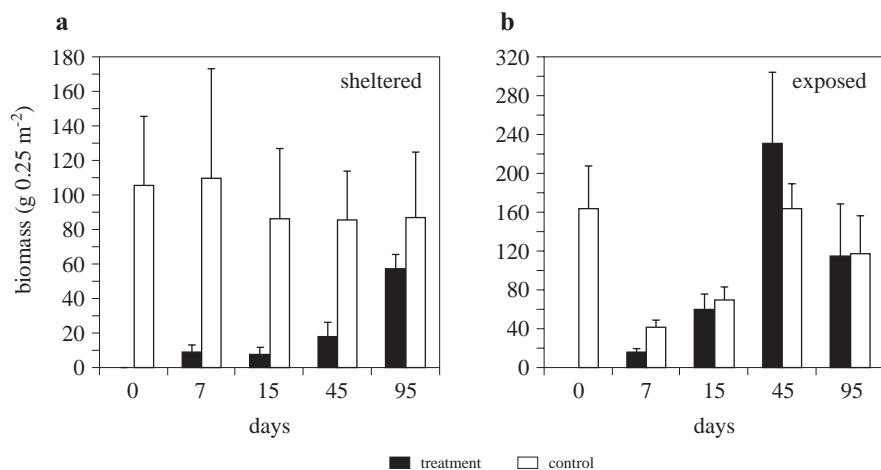 a
b
180
160
140
120
100
80
60
40
20
0
biomass (g 0.25 m⁻²)
sheltered
0 7 15 45 95
days
320
280
240
200
160
120
80
40
0
exposed
0 7 15 45 95
days
treatment control